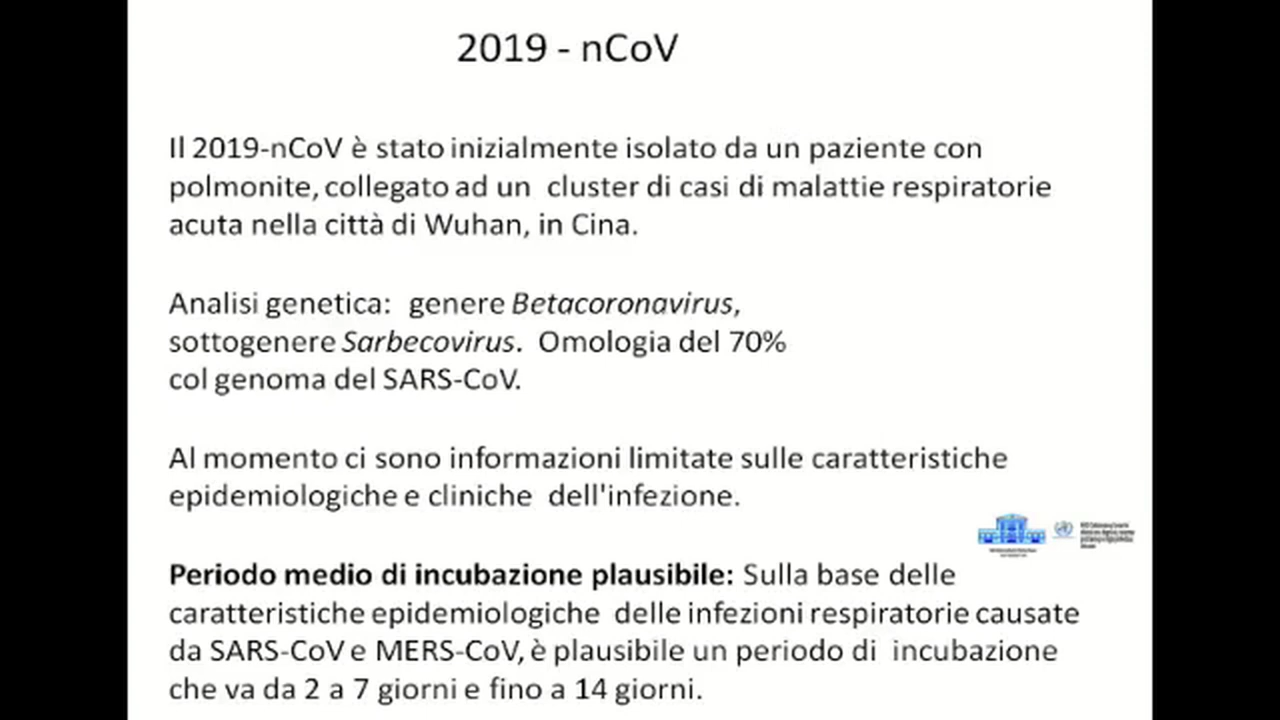 2019 - nCoV
Il 2019-nCoV è stato inizialmente isolato da un paziente con
polmonite, collegato ad un cluster di casi di malattie respiratorie
acuta nella città di Wuhan, in Cina.
Analisi genetica: genere Betacoronavirus,
sottogenere Sarbecovirus. Omologia del 70%
col genoma del SARS-CoV.
Al momento ci sono informazioni limitate sulle caratteristiche
epidemiologiche e cliniche dell'infezione.
Periodo medio di incubazione plausibile: Sulla base delle
caratteristiche epidemiologiche delle infezioni respiratorie causate
da SARS-CoV e MERS-CoV, è plausibile un periodo di incubazione
che va da 2 a 7 giorni e fino a 14 giorni.